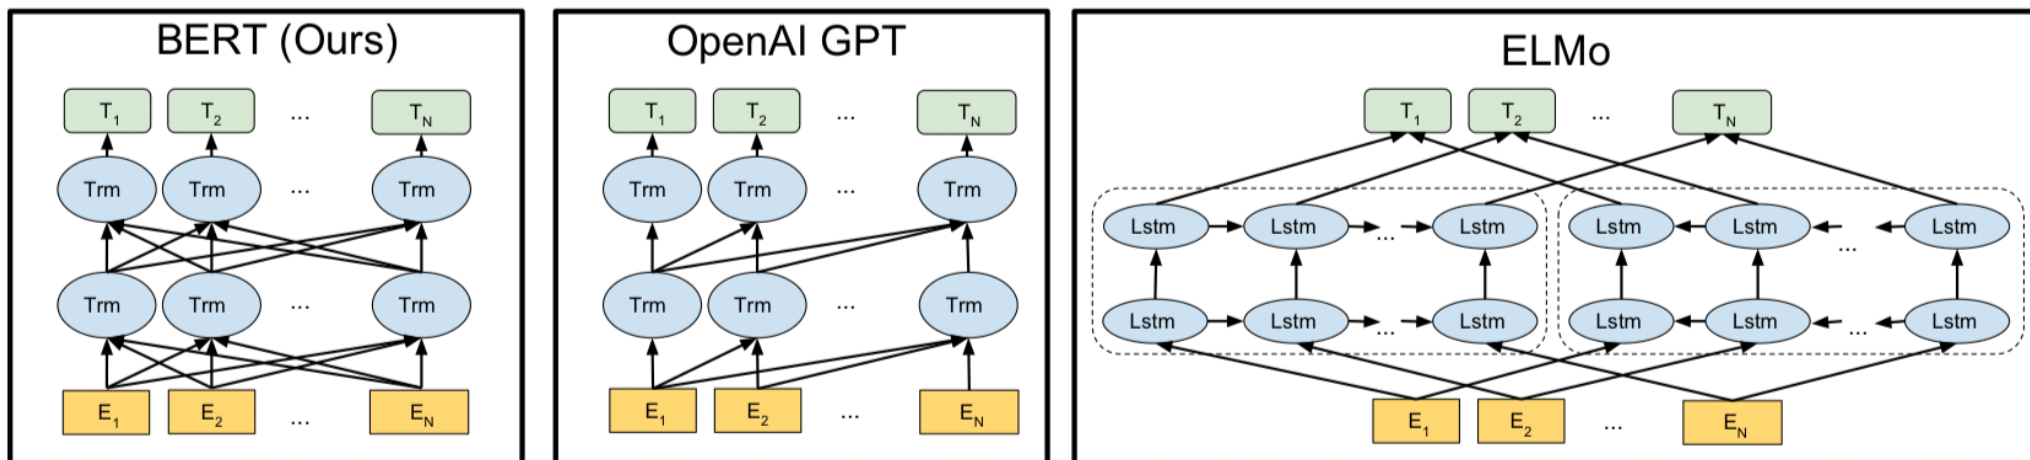 BERT (Ours)
T1 T2 ... TN
Trm Trm ... Trm
Trm Trm ... Trm
E1 E2 ... EN
OpenAI GPT
T1 T2 ... TN
Trm Trm ... Trm
Trm Trm ... Trm
E1 E2 ... EN
ELMo
T1 T2 ... TN
Lstm Lstm ... Lstm Lstm Lstm ... Lstm
Lstm Lstm ... Lstm Lstm Lstm ... Lstm
E1 E2 ... EN